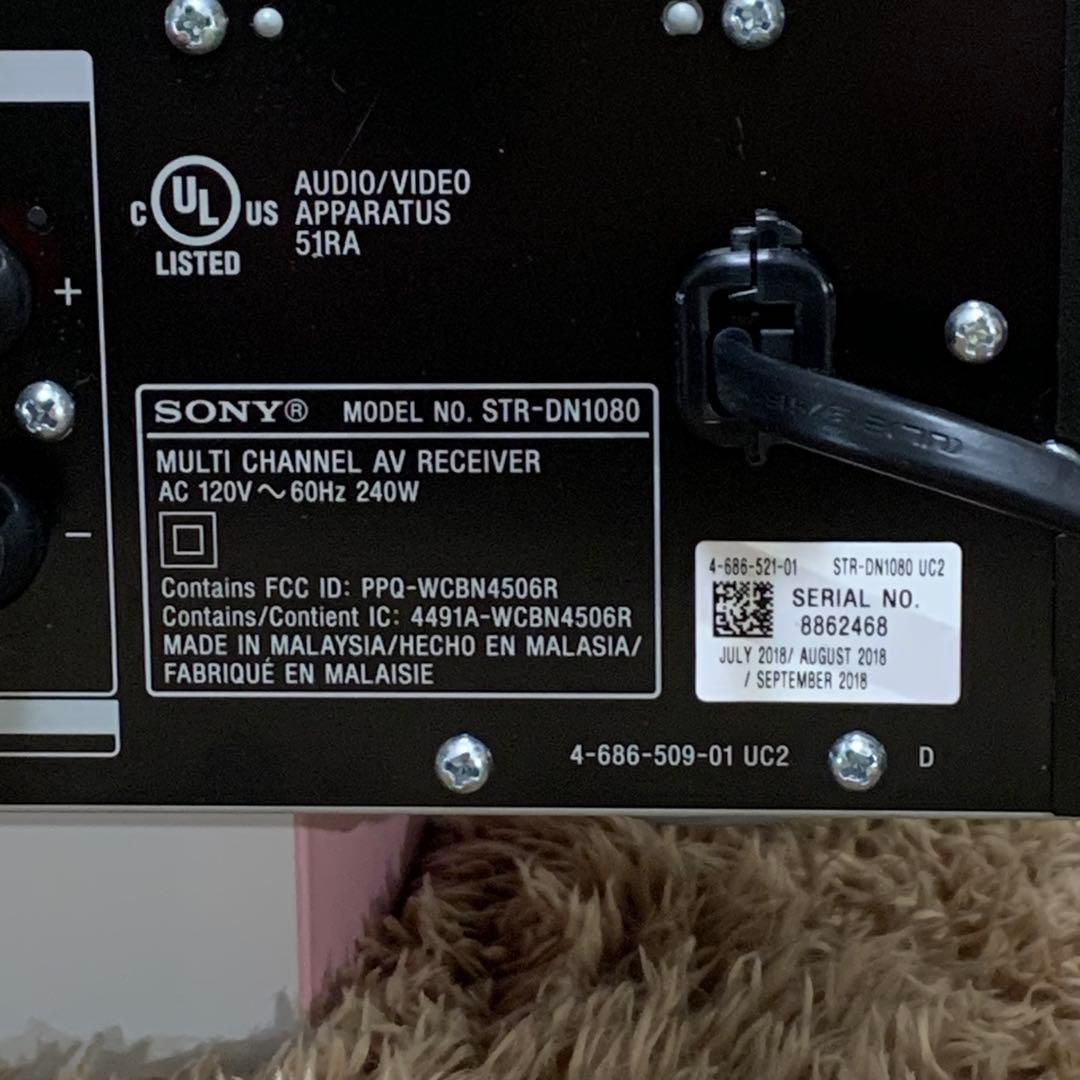 C UL US
LISTED
AUDIO/VIDEO
APPARATUS
51RA
+
−
SONY® MODEL NO. STR-DN1080
MULTI CHANNEL AV RECEIVER
AC 120V ~ 60Hz 240W
Contains FCC ID: PPQ-WCBN4506R
Contains/Contient IC: 4491A-WCBN4506R
MADE IN MALAYSIA/HECHO EN MALASIA/
FABRIQUÉ EN MALAISIE
4-686-521-01 STR-DN1080 UC2
SERIAL NO.
8862468
JULY 2018/ AUGUST 2018
/ SEPTEMBER 2018
4-686-509-01 UC2 D